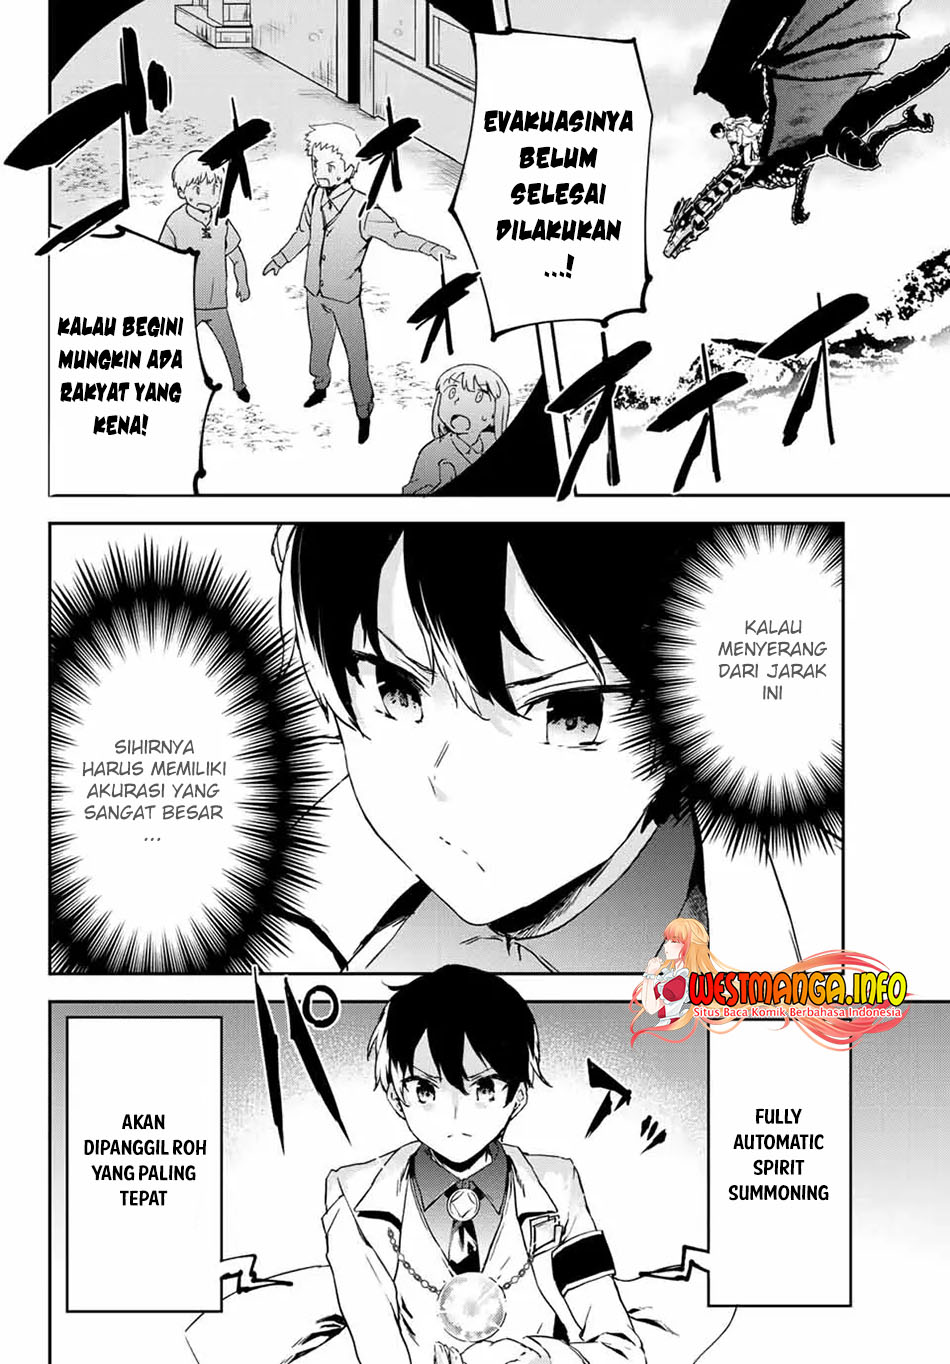 EVAKUASINYA
BELUM
SELESAI
DILAKUKAN
...!
KALAU BEGINI
MUNGKIN ADA
RAKYAT YANG
KENA!
KALAU
MENYERANG
DARI JARAK
INI
SIHIRNYA
HARUS MEMILIKI
AKURASI YANG
SANGAT BESAR
...
WESTMANGA.INFO
Situs Baca Komik Berbahasa Indonesia
FULLY
AUTOMATIC
SPIRIT
SUMMONING
AKAN
DIPANGGIL ROH
YANG PALING
TEPAT